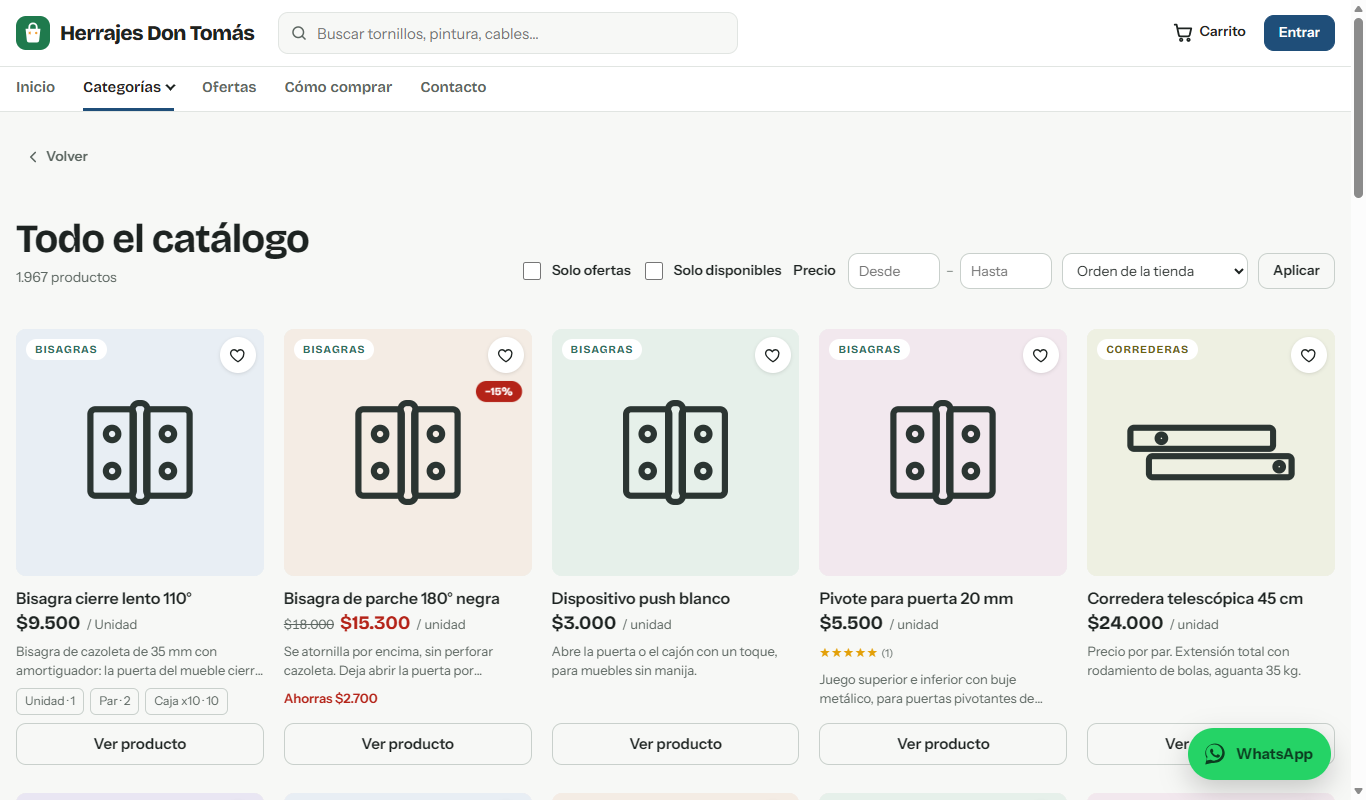 Herrajes Don Tomás
Buscar tornillos, pintura, cables...
Carrito
Entrar
Inicio
Categorías
Ofertas
Cómo comprar
Contacto
Volver
Todo el catálogo
1.967 productos
Solo ofertas
Solo disponibles
Precio
Desde
–
Hasta
Orden de la tienda
Aplicar
BISAGRAS
Bisagra cierre lento 110°
$9.500 / Unidad
Bisagra de cazoleta de 35 mm con
amortiguador: la puerta del mueble cierr...
Unidad · 1
Par · 2
Caja x10 · 10
Ver producto
BISAGRAS
-15%
Bisagra de parche 180° negra
$18.000 $15.300 / unidad
Se atornilla por encima, sin perforar
cazoleta. Deja abrir la puerta por...
Ahorras $2.700
Ver producto
BISAGRAS
Dispositivo push blanco
$3.000 / unidad
Abre la puerta o el cajón con un toque,
para muebles sin manija.
Ver producto
BISAGRAS
Pivote para puerta 20 mm
$5.500 / unidad
★★★★★ (1)
Juego superior e inferior con buje
metálico, para puertas pivotantes de...
Ver producto
CORREDERAS
Corredera telescópica 45 cm
$24.000 / unidad
Precio por par. Extensión total con
rodamiento de bolas, aguanta 35 kg.
Ver
WhatsApp